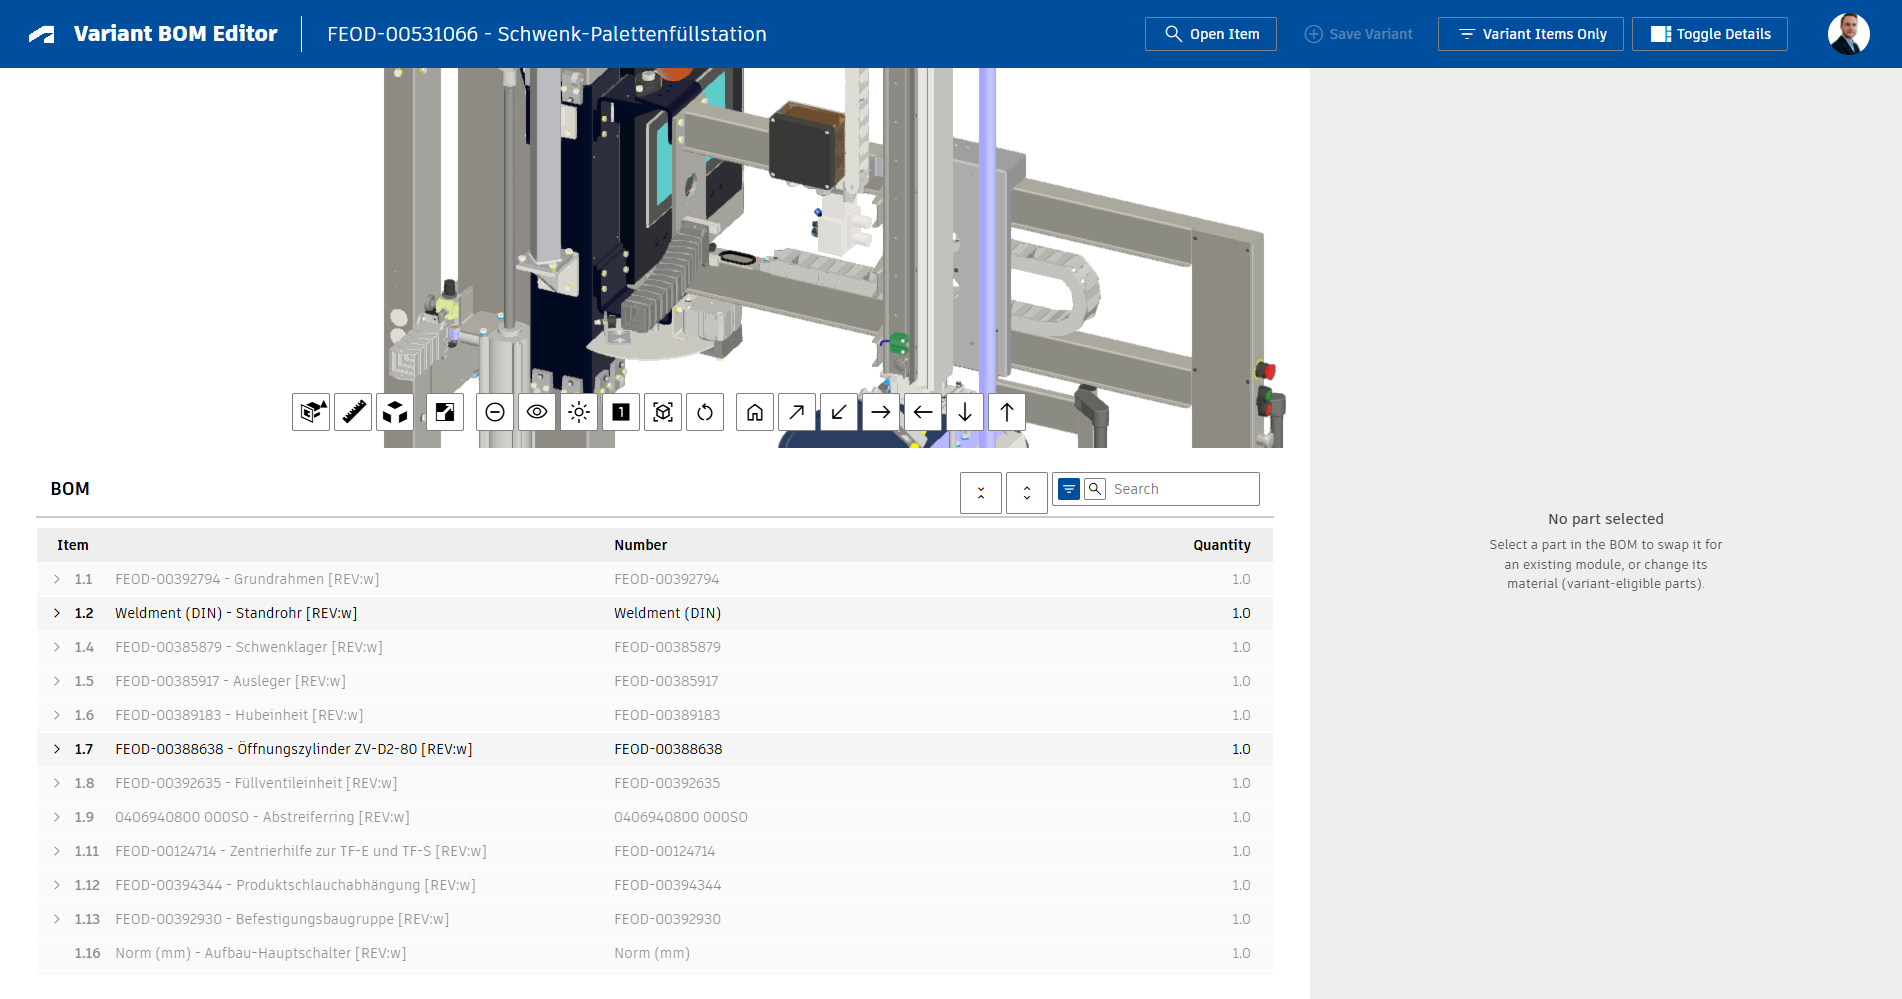 Variant BOM Editor
FEOD-00531066 - Schwenk-Palettenfüllstation
Open Item
Save Variant
Variant Items Only
Toggle Details
1
BOM
Search
Item Number Quantity
1.1 FEOD-00392794 - Grundrahmen [REV:w] FEOD-00392794 1.0
1.2 Weldment (DIN) - Standrohr [REV:w] Weldment (DIN) 1.0
1.4 FEOD-00385879 - Schwenklager [REV:w] FEOD-00385879 1.0
1.5 FEOD-00385917 - Ausleger [REV:w] FEOD-00385917 1.0
1.6 FEOD-00389183 - Hubeinheit [REV:w] FEOD-00389183 1.0
1.7 FEOD-00388638 - Öffnungszylinder ZV-D2-80 [REV:w] FEOD-00388638 1.0
1.8 FEOD-00392635 - Füllventileinheit [REV:w] FEOD-00392635 1.0
1.9 0406940800 000SO - Abstreiferring [REV:w] 0406940800 000SO 1.0
1.11 FEOD-00124714 - Zentrierhilfe zur TF-E und TF-S [REV:w] FEOD-00124714 1.0
1.12 FEOD-00394344 - Produktschlauchabhängung [REV:w] FEOD-00394344 1.0
1.13 FEOD-00392930 - Befestigungsbaugruppe [REV:w] FEOD-00392930 1.0
1.16 Norm (mm) - Aufbau-Hauptschalter [REV:w] Norm (mm) 1.0
No part selected
Select a part in the BOM to swap it for
an existing module, or change its
material (variant-eligible parts).